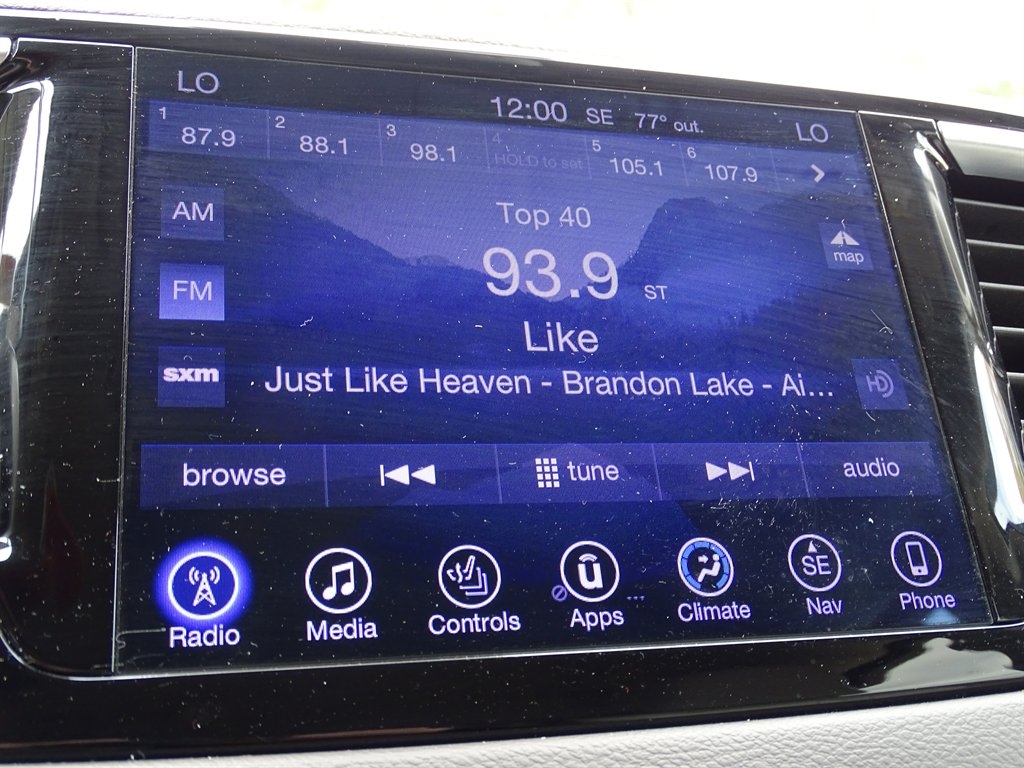 LO 12:00 SE 77° out. LO
1 87.9 2 88.1 3 98.1 4 HOLD to set 5 105.1 6 107.9
AM
Top 40
map
93.9 ST
FM
Like
sxm
Just Like Heaven - Brandon Lake - Ai...
HD
browse tune audio
SE
Radio Media Controls Apps Climate Nav Phone